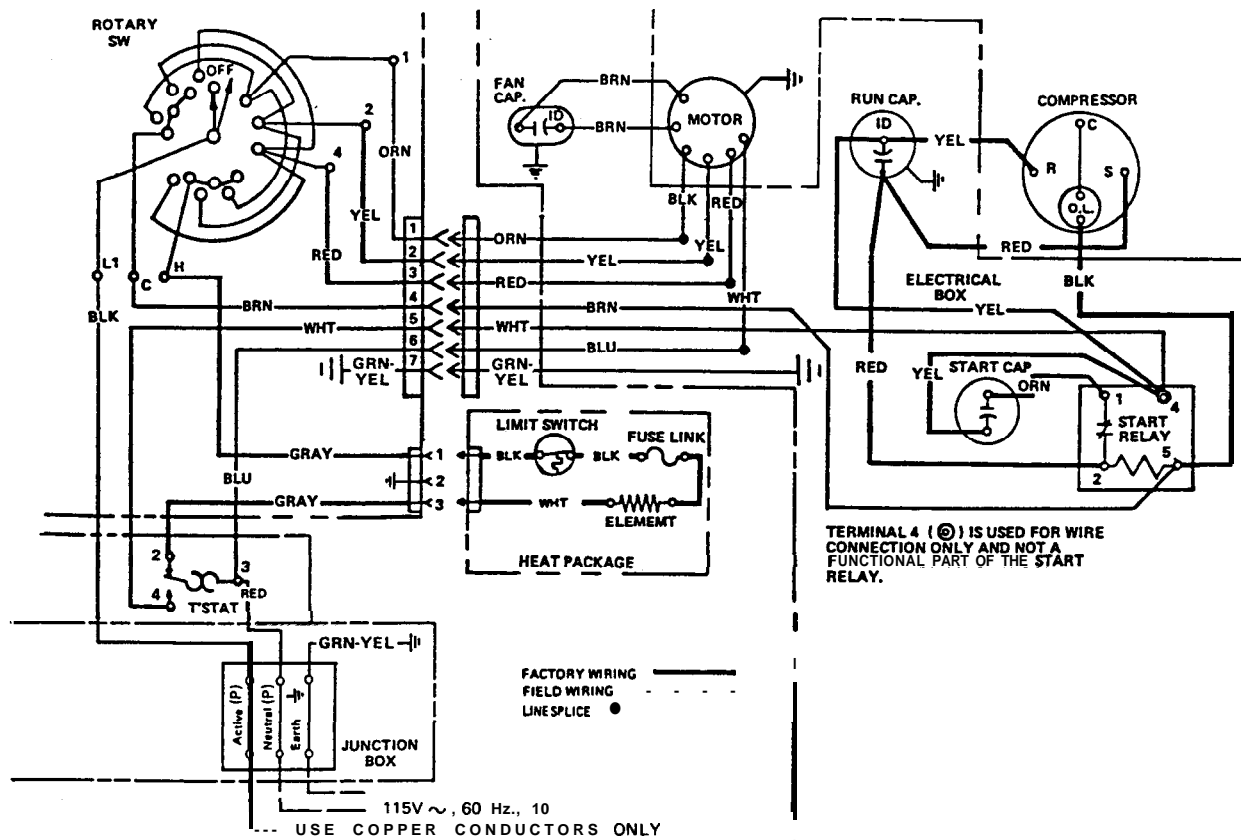 ROTARY
SW
OFF
1
2
4
ORN
YEL
RED
L1
C
H
BLK
BRN
WHT
GRN-
YEL
1
2
3
4
5
6
7
ORN
YEL
RED
BRN
WHT
BLU
GRN-
YEL
FAN
CAP.
ID
BRN
BRN
MOTOR
BLK
RED
YEL
WHT
RUN CAP.
ID
YEL
COMPRESSOR
C
R
S
O.L.
RED
BLK
ELECTRICAL
BOX
YEL
RED
YEL
START CAP
ORN
1
4
START
RELAY
5
2
TERMINAL 4 ( ) IS USED FOR WIRE
CONNECTION ONLY AND NOT A
FUNCTIONAL PART OF THE START
RELAY.
GRAY
BLU
GRAY
1
2
3
LIMIT SWITCH
FUSE LINK
BLK
BLK
WHT
ELEMEMT
HEAT PACKAGE
2
3
4
RED
T'STAT
GRN-YEL
Active (P)
Neutral (P)
Earth
JUNCTION
BOX
FACTORY WIRING
FIELD WIRING
LINE SPLICE
115V ~, 60 Hz., 10
USE COPPER CONDUCTORS ONLY